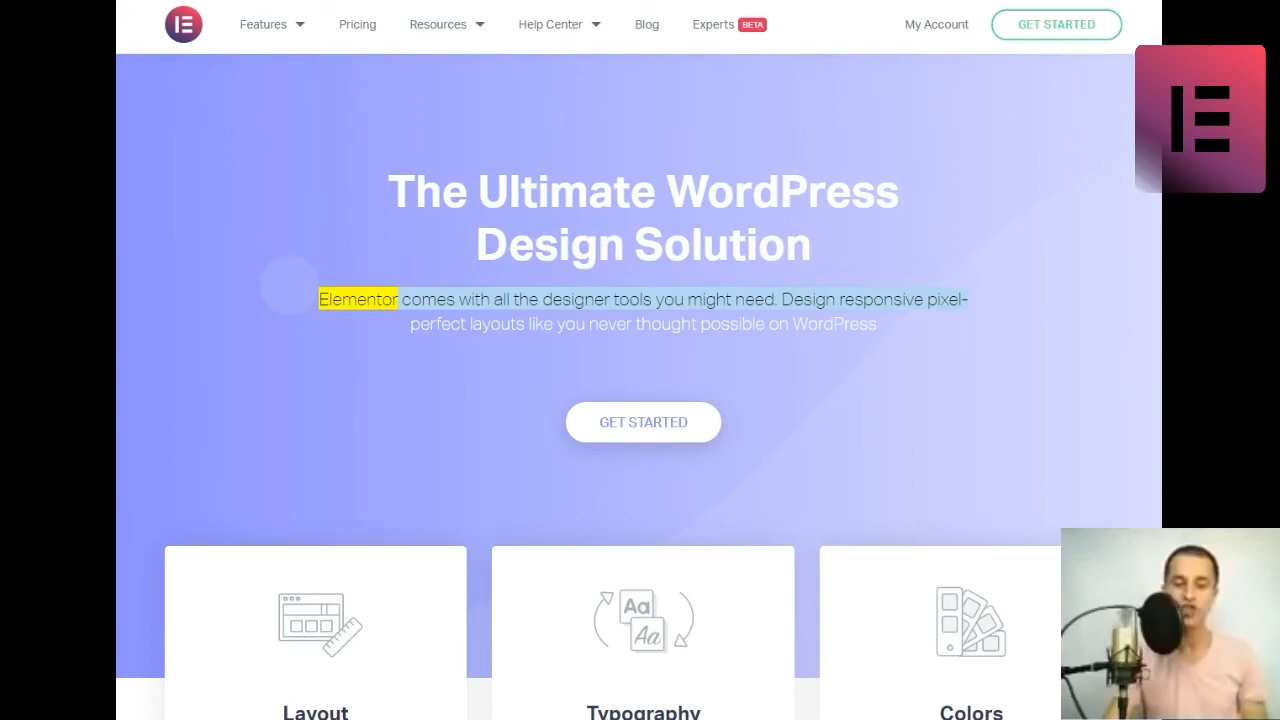 Features Pricing Resources Help Center Blog Experts BETA My Account GET STARTED
The Ultimate WordPress
Design Solution
Elementor comes with all the designer tools you might need. Design responsive pixel-
perfect layouts like you never thought possible on WordPress
GET STARTED
Aa
Aa
Layout Typography Colors